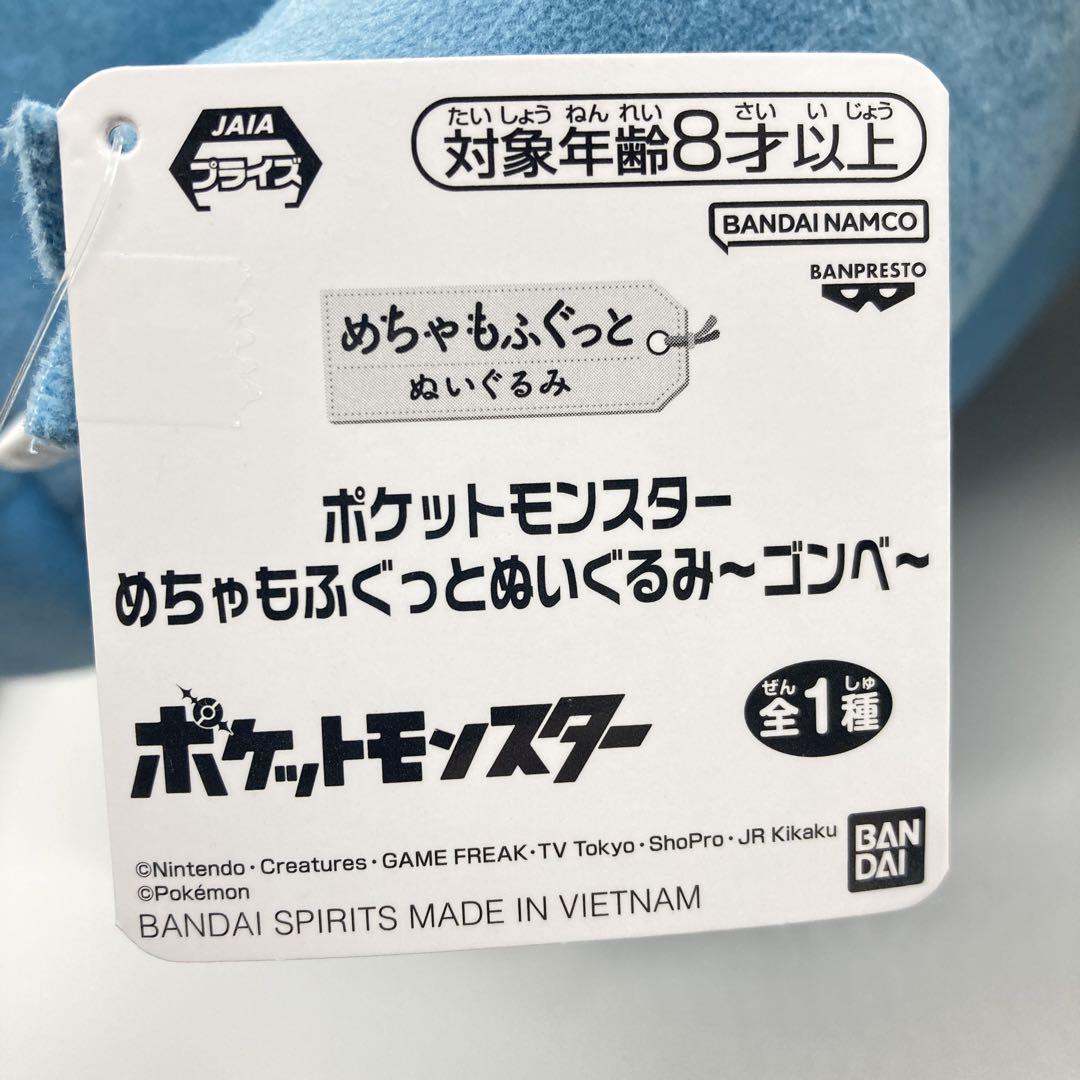 JAIA
プライズ
たいしょうねんれい さいいじょう
対象年齢8才以上
BANDAI NAMCO
BANPRESTO
めちゃもふぐっと
ぬいぐるみ
ポケットモンスター
めちゃもふぐっとぬいぐるみ～ゴンベ～
ポケットモンスター
ぜん しゅ
全1種
©Nintendo・Creatures・GAME FREAK・TV Tokyo・ShoPro・JR Kikaku
©Pokémon
BANDAI SPIRITS MADE IN VIETNAM
BAN
DAI